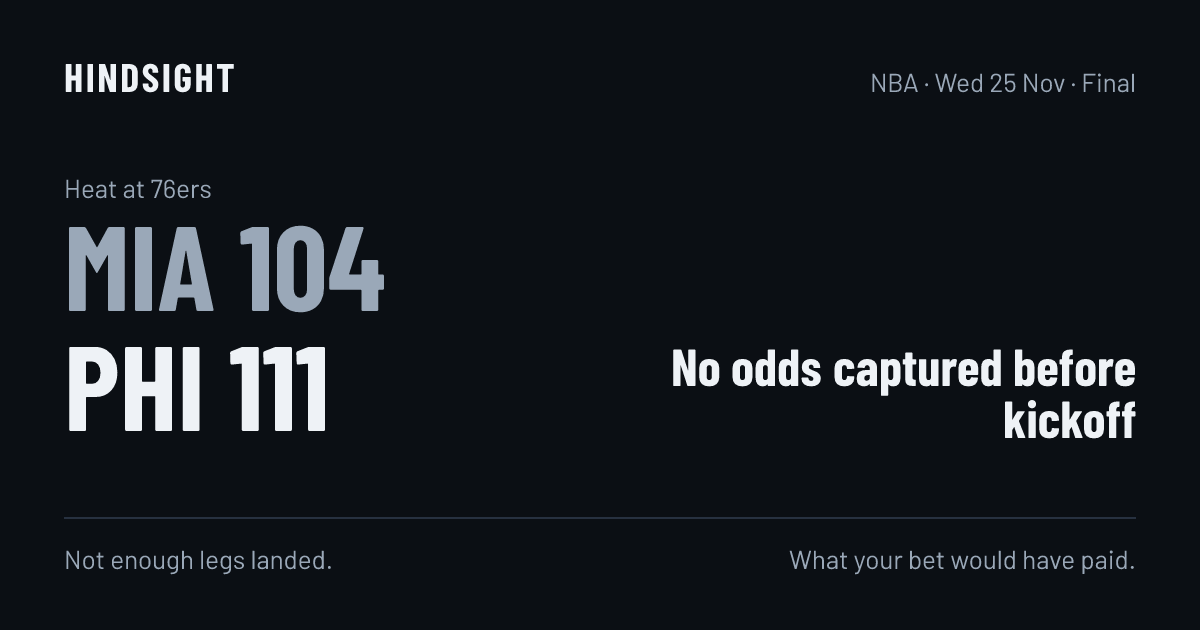 HINDSIGHT
NBA · Wed 25 Nov · Final
Heat at 76ers
MIA 104
PHI 111
No odds captured before
kickoff
Not enough legs landed.
What your bet would have paid.